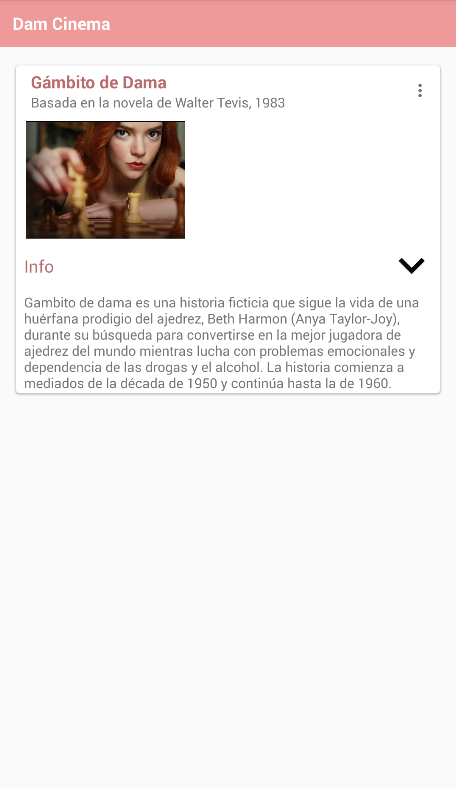 Dam Cinema
Gámbito de Dama
Basada en la novela de Walter Tevis, 1983
Info
Gambito de dama es una historia ficticia que sigue la vida de una
huérfana prodigio del ajedrez, Beth Harmon (Anya Taylor-Joy),
durante su búsqueda para convertirse en la mejor jugadora de
ajedrez del mundo mientras lucha con problemas emocionales y
dependencia de las drogas y el alcohol. La historia comienza a
mediados de la década de 1950 y continúa hasta la de 1960.